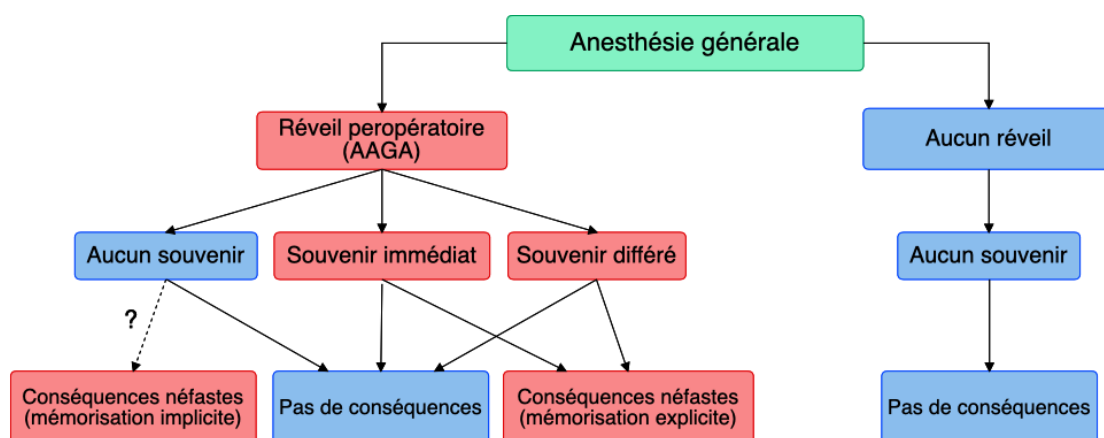 Anesthésie générale
Réveil peropératoire
(AAGA)
Aucun réveil
Aucun souvenir
Souvenir immédiat
Souvenir différé
Aucun souvenir
?
Conséquences néfastes
(mémorisation implicite)
Pas de conséquences
Conséquences néfastes
(mémorisation explicite)
Pas de conséquences